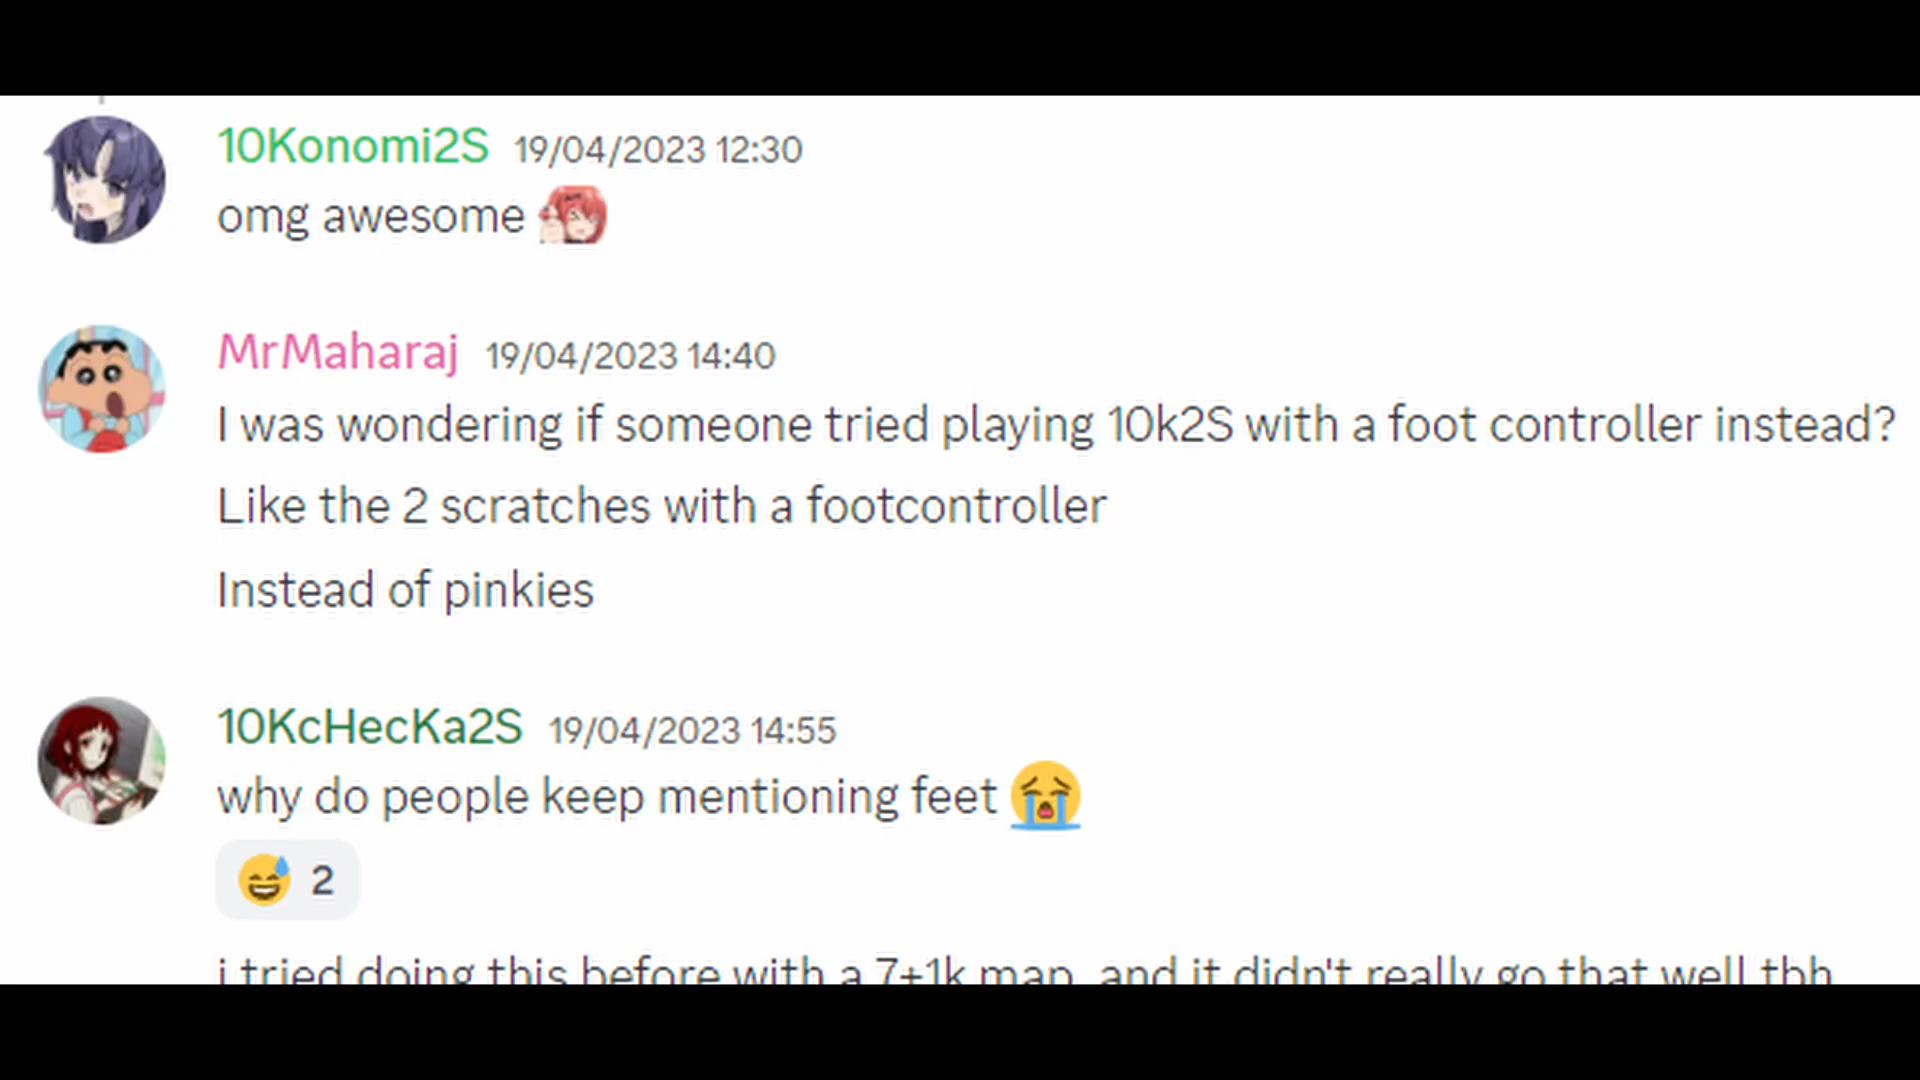 10Konomi2S 19/04/2023 12:30
omg awesome
MrMaharaj 19/04/2023 14:40
I was wondering if someone tried playing 10k2S with a foot controller instead?
Like the 2 scratches with a footcontroller
Instead of pinkies
10KcHecKa2S 19/04/2023 14:55
why do people keep mentioning feet 😭
😅 2
i tried doing this before with a 7+1k map, and it didn't really go that well tbh